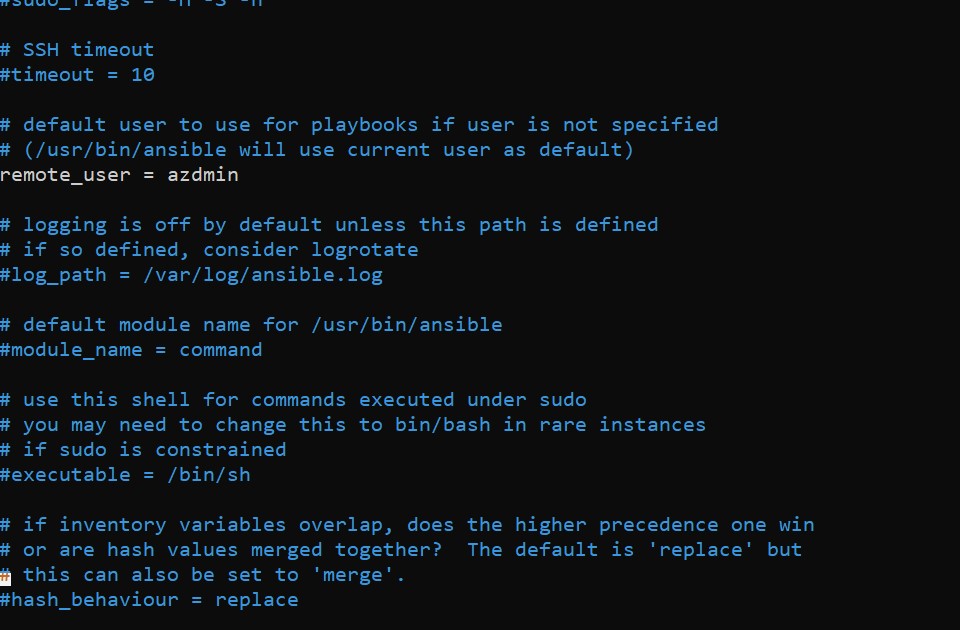 #sudo_flags = -H -S -n
# SSH timeout
#timeout = 10
# default user to use for playbooks if user is not specified
# (/usr/bin/ansible will use current user as default)
remote_user = azdmin
# logging is off by default unless this path is defined
# if so defined, consider logrotate
#log_path = /var/log/ansible.log
# default module name for /usr/bin/ansible
#module_name = command
# use this shell for commands executed under sudo
# you may need to change this to bin/bash in rare instances
# if sudo is constrained
#executable = /bin/sh
# if inventory variables overlap, does the higher precedence one win
# or are hash values merged together?  The default is 'replace' but
# this can also be set to 'merge'.
#hash_behaviour = replace